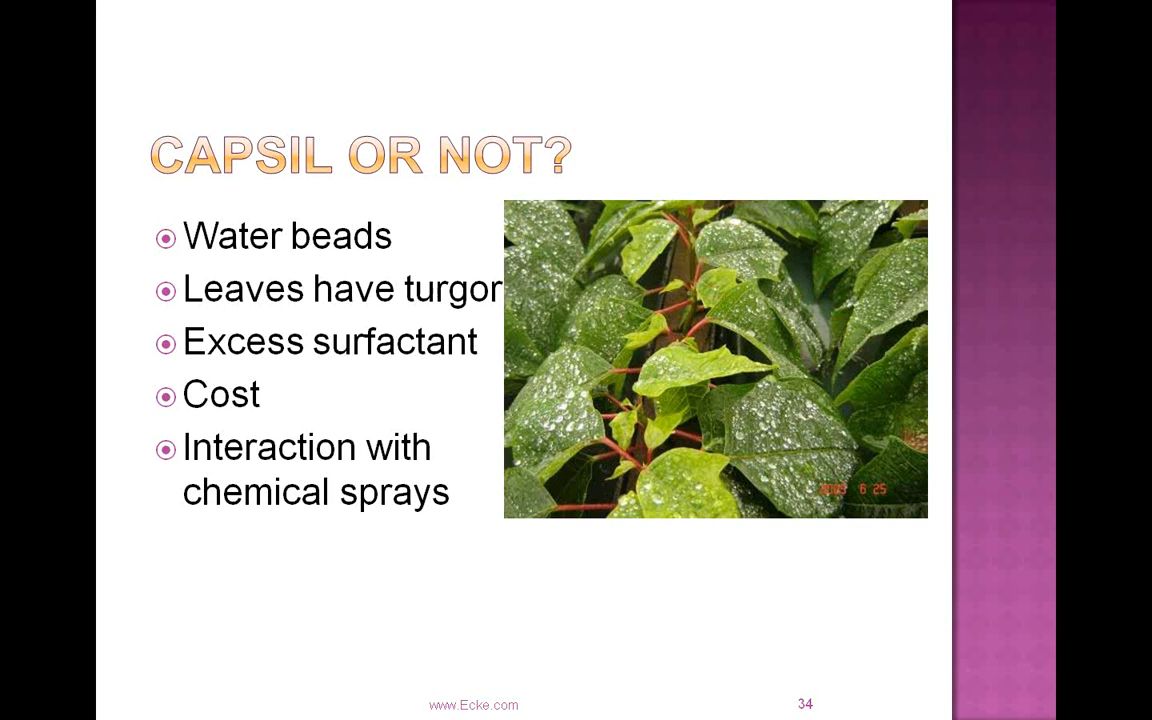 CAPSIL OR NOT?
Water beads
Leaves have turgor
Excess surfactant
Cost
Interaction with
chemical sprays
6 25
www.Ecke.com
34